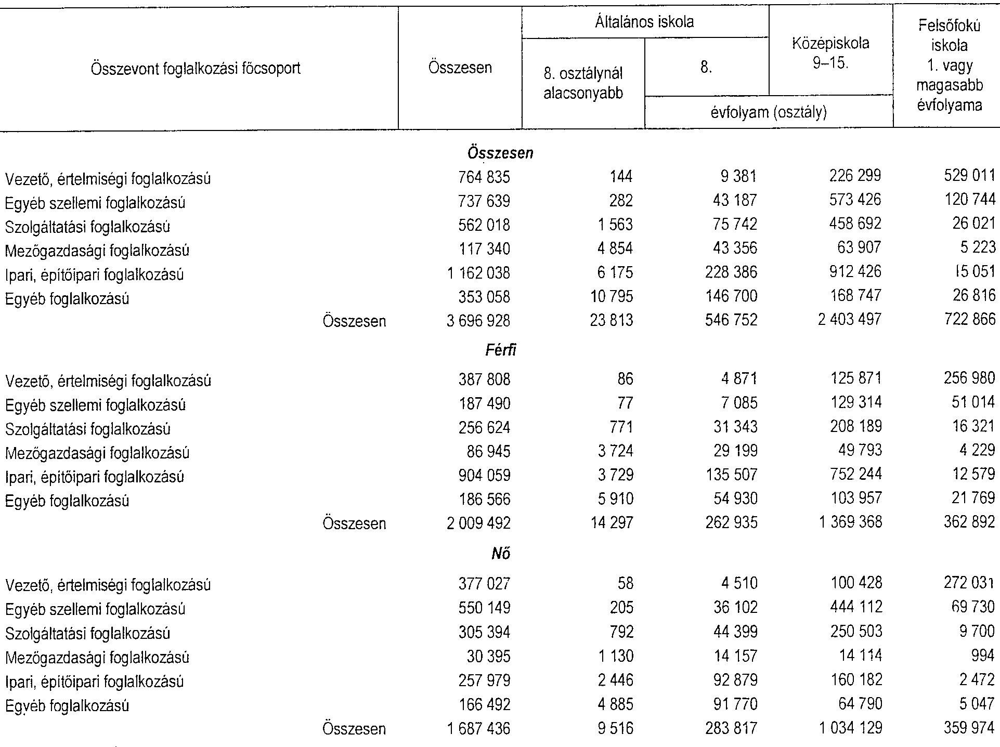 Összevont foglalkozási főcsoport
Összesen
Általános iskola
8. osztálynál
alacsonyabb
8.
Középiskola
9–15.
évfolyam (osztály)
Felsőfokú
iskola
1. vagy
magasabb
évfolyama
Összesen
Vezető, értelmiségi foglalkozású 764 835 144 9 381 226 299 529 011
Egyéb szellemi foglalkozású 737 639 282 43 187 573 426 120 744
Szolgáltatási foglalkozású 562 018 1 563 75 742 458 692 26 021
Mezőgazdasági foglalkozású 117 340 4 854 43 356 63 907 5 223
Ipari, építőipari foglalkozású 1 162 038 6 175 228 386 912 426 15 051
Egyéb foglalkozású 353 058 10 795 146 700 168 747 26 816
Összesen 3 696 928 23 813 546 752 2 403 497 722 866
Férfi
Vezető, értelmiségi foglalkozású 387 808 86 4 871 125 871 256 980
Egyéb szellemi foglalkozású 187 490 77 7 085 129 314 51 014
Szolgáltatási foglalkozású 256 624 771 31 343 208 189 16 321
Mezőgazdasági foglalkozású 86 945 3 724 29 199 49 793 4 229
Ipari, építőipari foglalkozású 904 059 3 729 135 507 752 244 12 579
Egyéb foglalkozású 186 566 5 910 54 930 103 957 21 769
Összesen 2 009 492 14 297 262 935 1 369 368 362 892
Nő
Vezető, értelmiségi foglalkozású 377 027 58 4 510 100 428 272 031
Egyéb szellemi foglalkozású 550 149 205 36 102 444 112 69 730
Szolgáltatási foglalkozású 305 394 792 44 399 250 503 9 700
Mezőgazdasági foglalkozású 30 395 1 130 14 157 14 114 994
Ipari, építőipari foglalkozású 257 979 2 446 92 879 160 182 2 472
Egyéb foglalkozású 166 492 4 885 91 770 64 790 5 047
Összesen 1 687 436 9 516 283 817 1 034 129 359 974